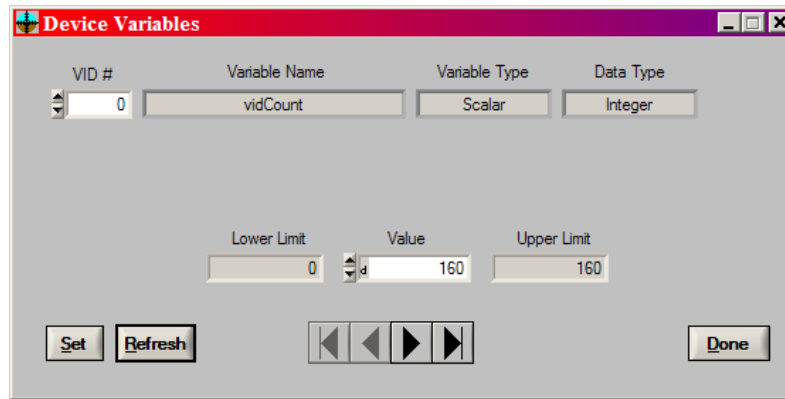 Device Variables
VID # Variable Name Variable Type Data Type
0 vidCount Scalar Integer
Lower Limit Value Upper Limit
0 d 160 160
Set Refresh Done